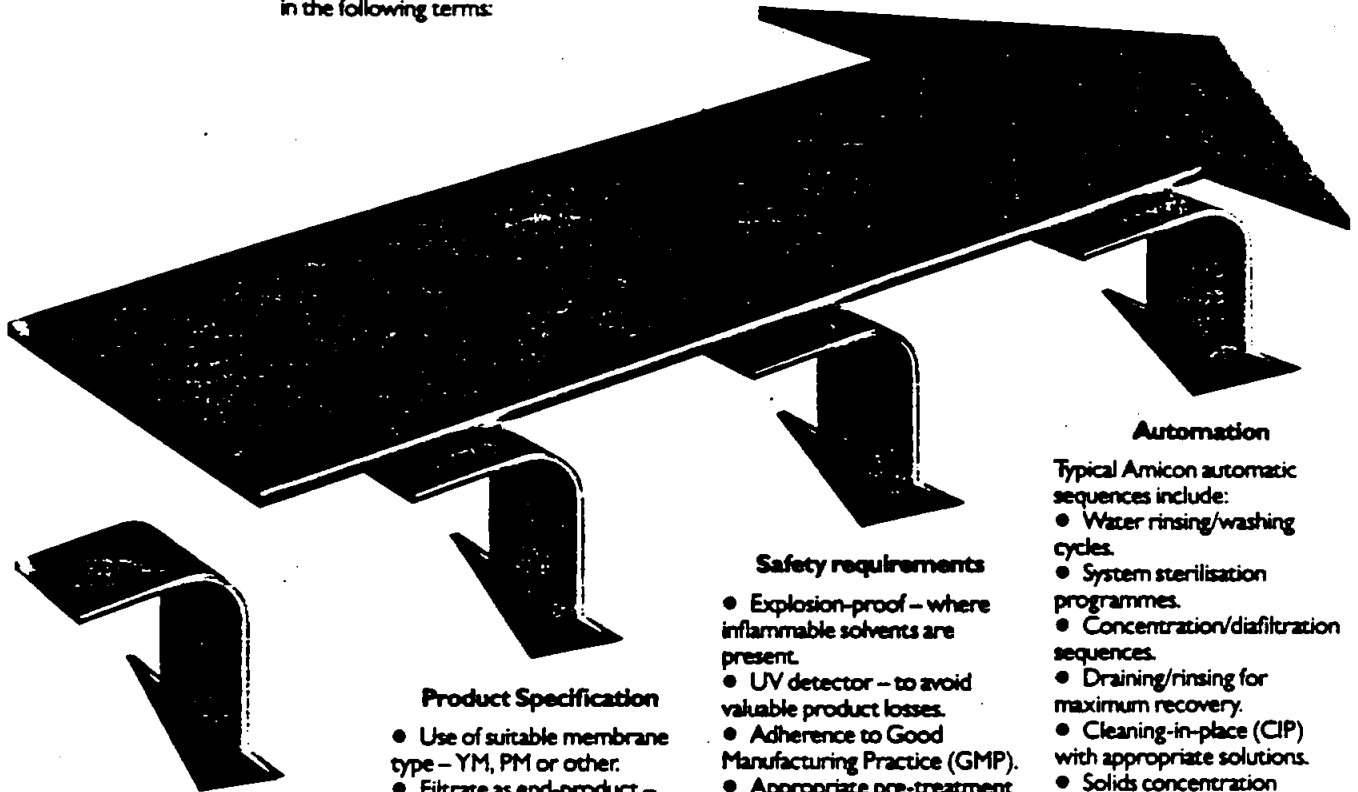 in the following terms:
Product Specification
● Use of suitable membrane
type – YM, PM or other.
● Filtrate as end-product –
Safety requirements
● Explosion-proof – where
inflammable solvents are
present.
● UV detector – to avoid
valuable product losses.
● Adherence to Good
Manufacturing Practice (GMP).
● Appropriate pre-treatment
Automation
Typical Amicon automatic
sequences include:
● Water rinsing/washing
cycles.
● System sterilisation
programmes.
● Concentration/diafiltration
sequences.
● Draining/rinsing for
maximum recovery.
● Cleaning-in-place (CIP)
with appropriate solutions.
● Solids concentration